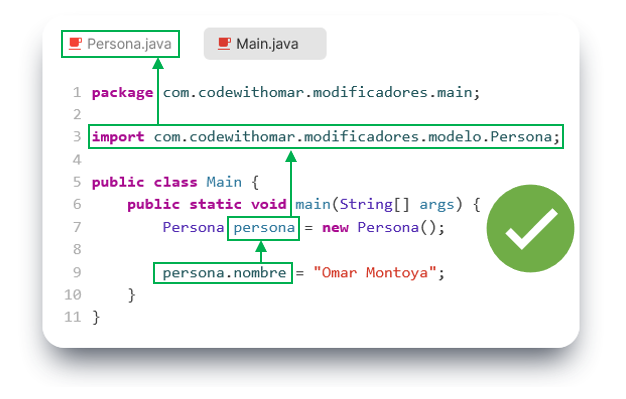 Persona.java Main.java
1 package com.codewithomar.modificadores.main;
2
3 import com.codewithomar.modificadores.modelo.Persona;
4
5 public class Main {
6     public static void main(String[] args) {
7         Persona persona = new Persona();
8
9         persona.nombre = "Omar Montoya";
10     }
11 }